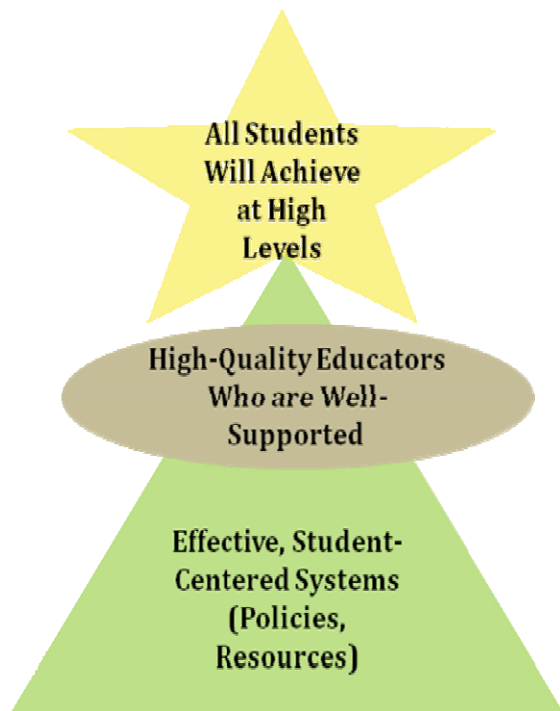 All Students
Will Achieve
at High
Levels
High-Quality Educators
Who are Well-
Supported
Effective, Student-
Centered Systems
(Policies,
Resources)